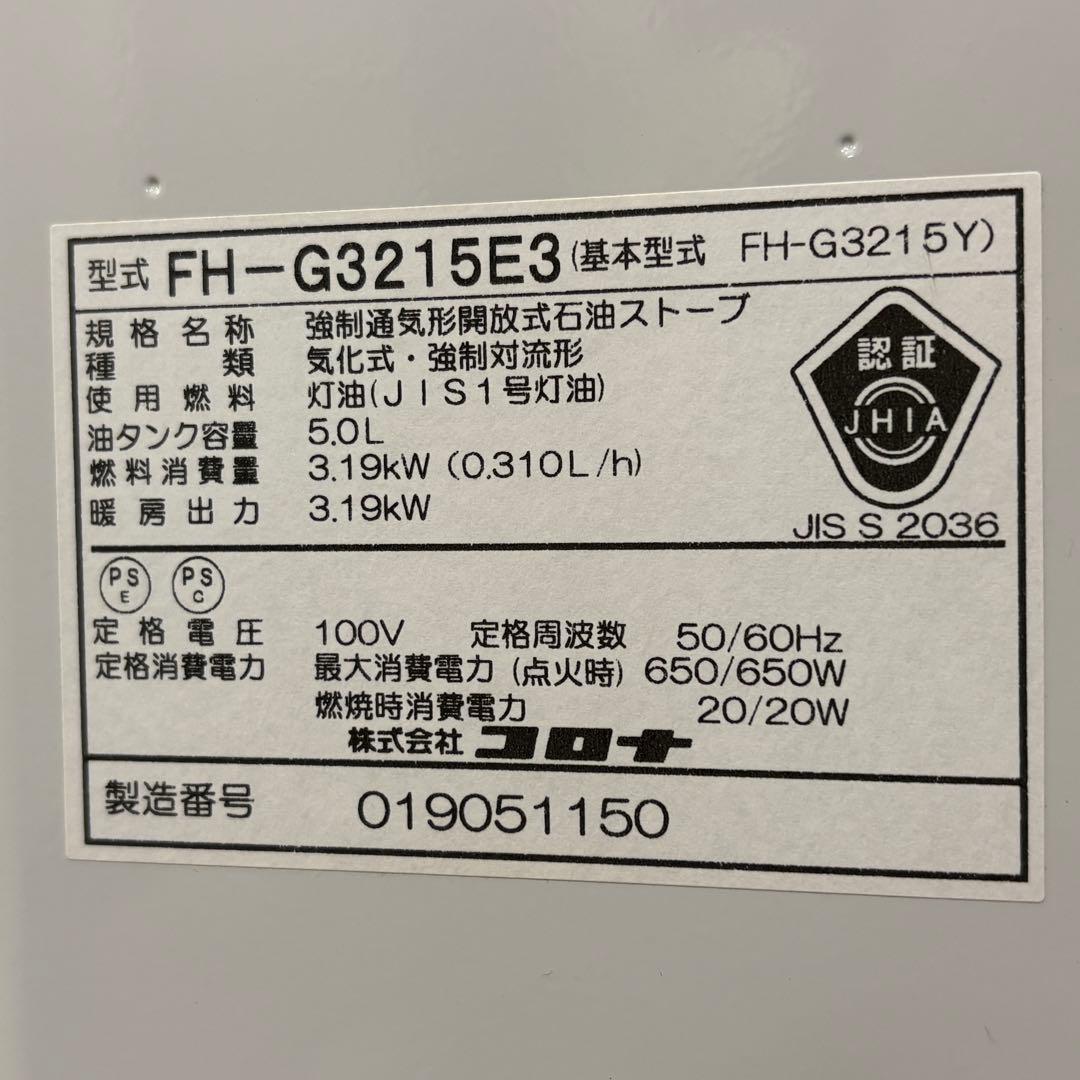 型式 FH-G3215E3(基本型式 FH-G3215Y)
規格名称 強制通気形開放式石油ストーブ
種類 気化式・強制対流形
使用燃料 灯油(JIS1号灯油)
油タンク容量 5.0L
燃料消費量 3.19kW (0.310L/h)
暖房出力 3.19kW
認証
JHIA
JIS S 2036
PS E PS C
定格電圧 100V 定格周波数 50/60Hz
定格消費電力 最大消費電力 (点火時) 650/650W
燃焼時消費電力 20/20W
株式会社 コロナ
製造番号 019051150